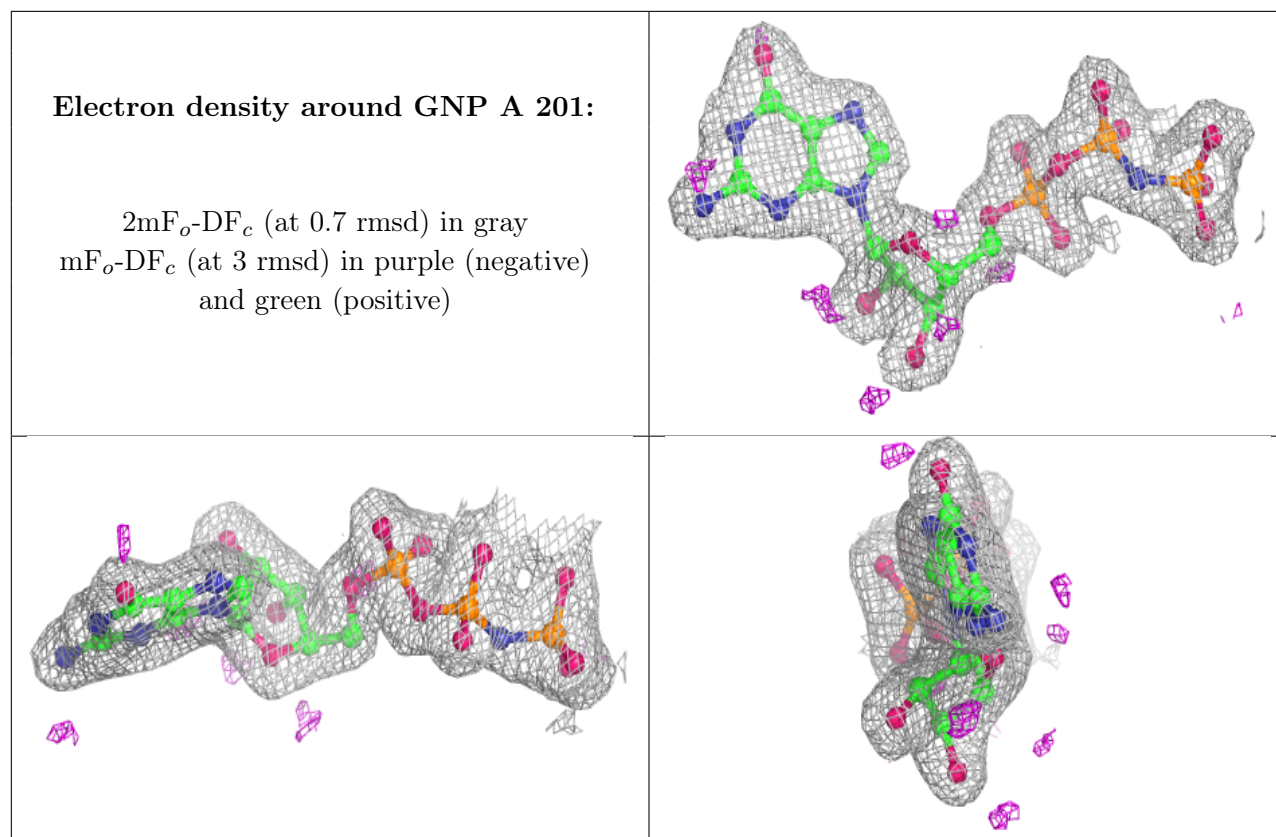 Electron density around GNP A 201:
2mFo-DFc (at 0.7 rmsd) in gray
mFo-DFc (at 3 rmsd) in purple (negative)
and green (positive)